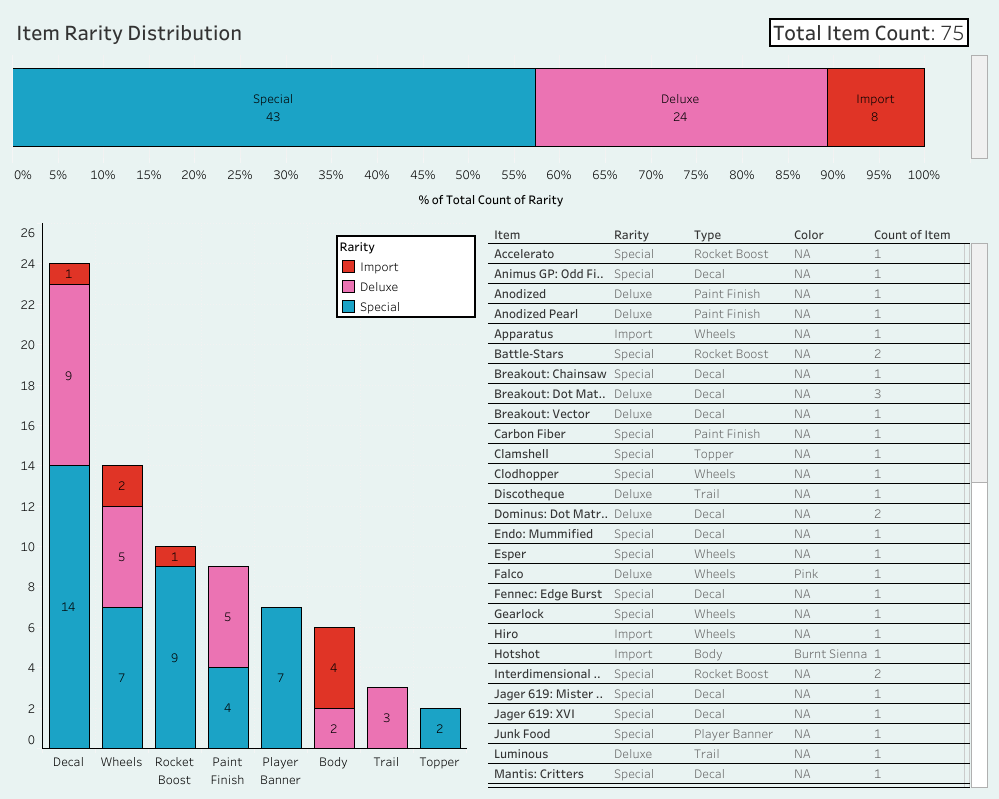 Item Rarity Distribution
Total Item Count: 75
Special Deluxe Import
43 24 8
0% 5% 10% 15% 20% 25% 30% 35% 40% 45% 50% 55% 60% 65% 70% 75% 80% 85% 90% 95% 100%
% of Total Count of Rarity
26
24
22
20
18
16
14
12
10
8
6
4
2
0
1
9
14
2
5
7
1
9
5
4
7
4
2
3
2
Decal Wheels Rocket Boost Paint Finish Player Banner Body Trail Topper
Rarity
Import
Deluxe
Special
Item Rarity Type Color Count of Item
Accelerato Special Rocket Boost NA 1
Animus GP: Odd Fi.. Special Decal NA 1
Anodized Deluxe Paint Finish NA 1
Anodized Pearl Deluxe Paint Finish NA 1
Apparatus Import Wheels NA 1
Battle-Stars Special Rocket Boost NA 2
Breakout: Chainsaw Special Decal NA 1
Breakout: Dot Mat.. Deluxe Decal NA 3
Breakout: Vector Deluxe Decal NA 1
Carbon Fiber Special Paint Finish NA 1
Clamshell Special Topper NA 1
Clodhopper Special Wheels NA 1
Discotheque Deluxe Trail NA 1
Dominus: Dot Matr.. Deluxe Decal NA 2
Endo: Mummified Special Decal NA 1
Esper Special Wheels NA 1
Falco Deluxe Wheels Pink 1
Fennec: Edge Burst Special Decal NA 1
Gearlock Special Wheels NA 1
Hiro Import Wheels NA 1
Hotshot Import Body Burnt Sienna 1
Interdimensional .. Special Rocket Boost NA 2
Jager 619: Mister .. Special Decal NA 1
Jager 619: XVI Special Decal NA 1
Junk Food Special Player Banner NA 1
Luminous Deluxe Trail NA 1
Mantis: Critters Special Decal NA 1